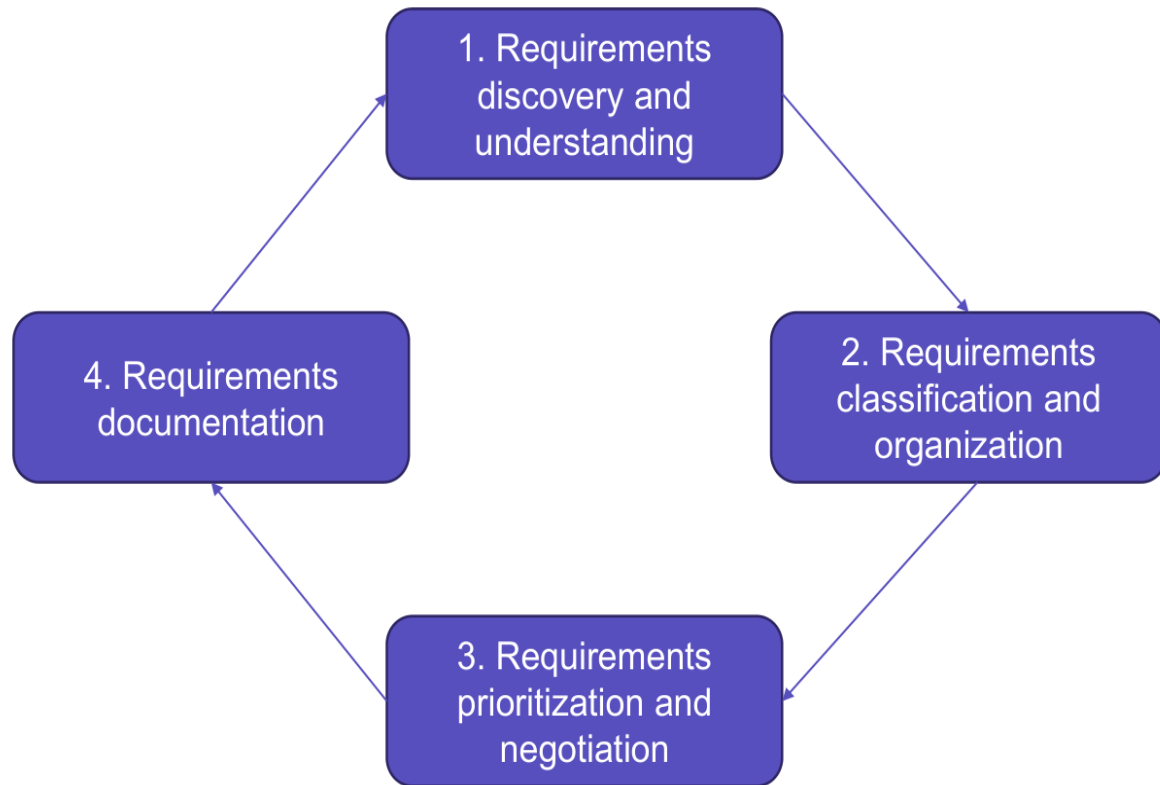 1. Requirements
discovery and
understanding
2. Requirements
classification and
organization
3. Requirements
prioritization and
negotiation
4. Requirements
documentation